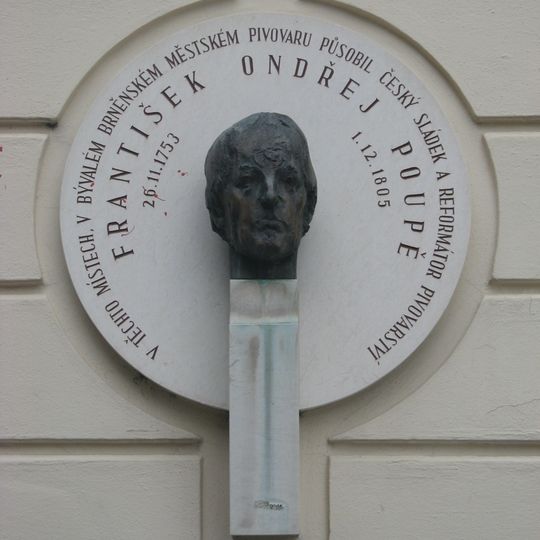 V TĚCHTO MÍSTECH, V BÝVALÉM BRNĚNSKÉM MĚSTSKÉM PIVOVARU PŮSOBIL ČESKÝ SLÁDEK A REFORMÁTOR PIVOVARSTVÍ
FRANTIŠEK ONDŘEJ POUPĚ
26.11.1753
1.12.1805